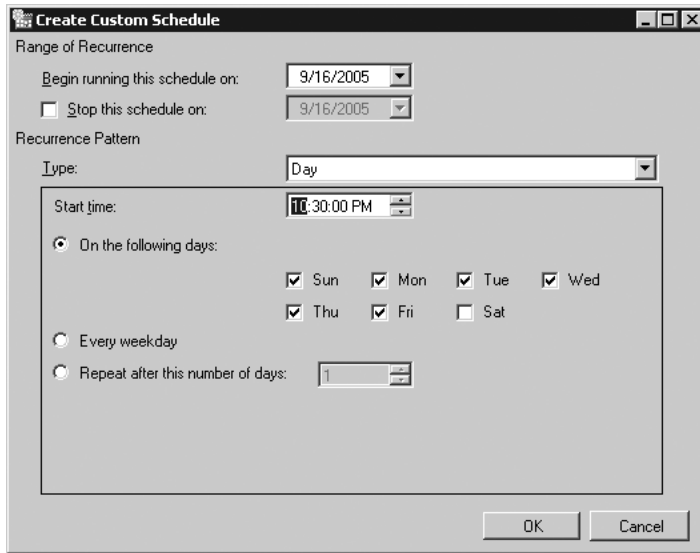 Create Custom Schedule
Range of Recurrence
Begin running this schedule on: 9/16/2005
Stop this schedule on: 9/16/2005
Recurrence Pattern
Type: Day
Start time: 10:30:00 PM
On the following days:
Sun Mon Tue Wed
Thu Fri Sat
Every weekday
Repeat after this number of days: 1
OK Cancel